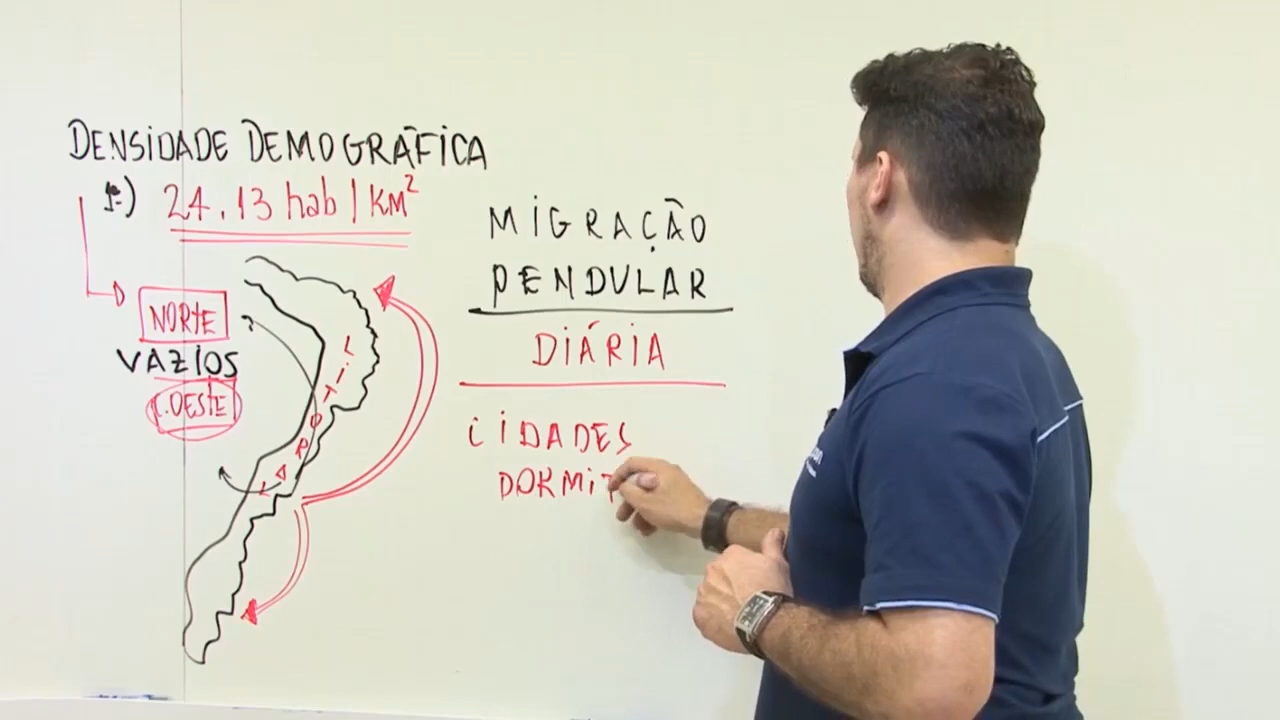 DENSIDADE DEMOGRÁFICA
1º-) 24.13 hab/KM²
NORTE
VAZIOS
C.OESTE
LITORAL
MIGRAÇÃO
PENDULAR
DIÁRIA
CIDADES
DORMIT